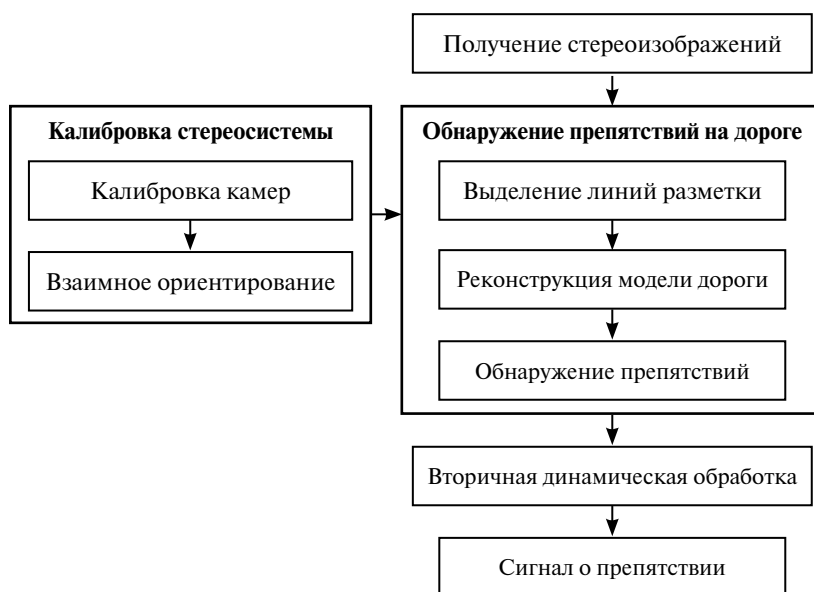 Получение стереоизображений
Калибровка стереосистемы
Калибровка камер
Взаимное ориентирование
Обнаружение препятствий на дороге
Выделение линий разметки
Реконструкция модели дороги
Обнаружение препятствий
Вторичная динамическая обработка
Сигнал о препятствии